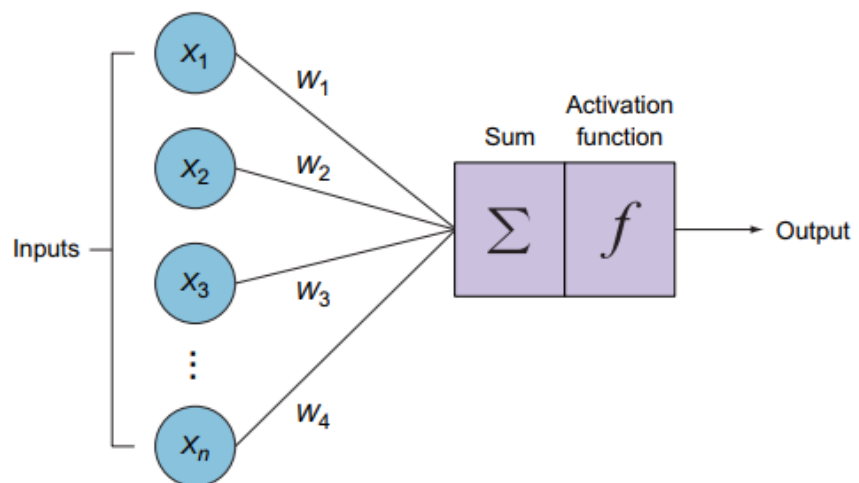 Inputs
X₁
X₂
X₃
⋮
Xₙ
W₁
W₂
W₃
W₄
Sum
Activation
function
Σ
f
Output